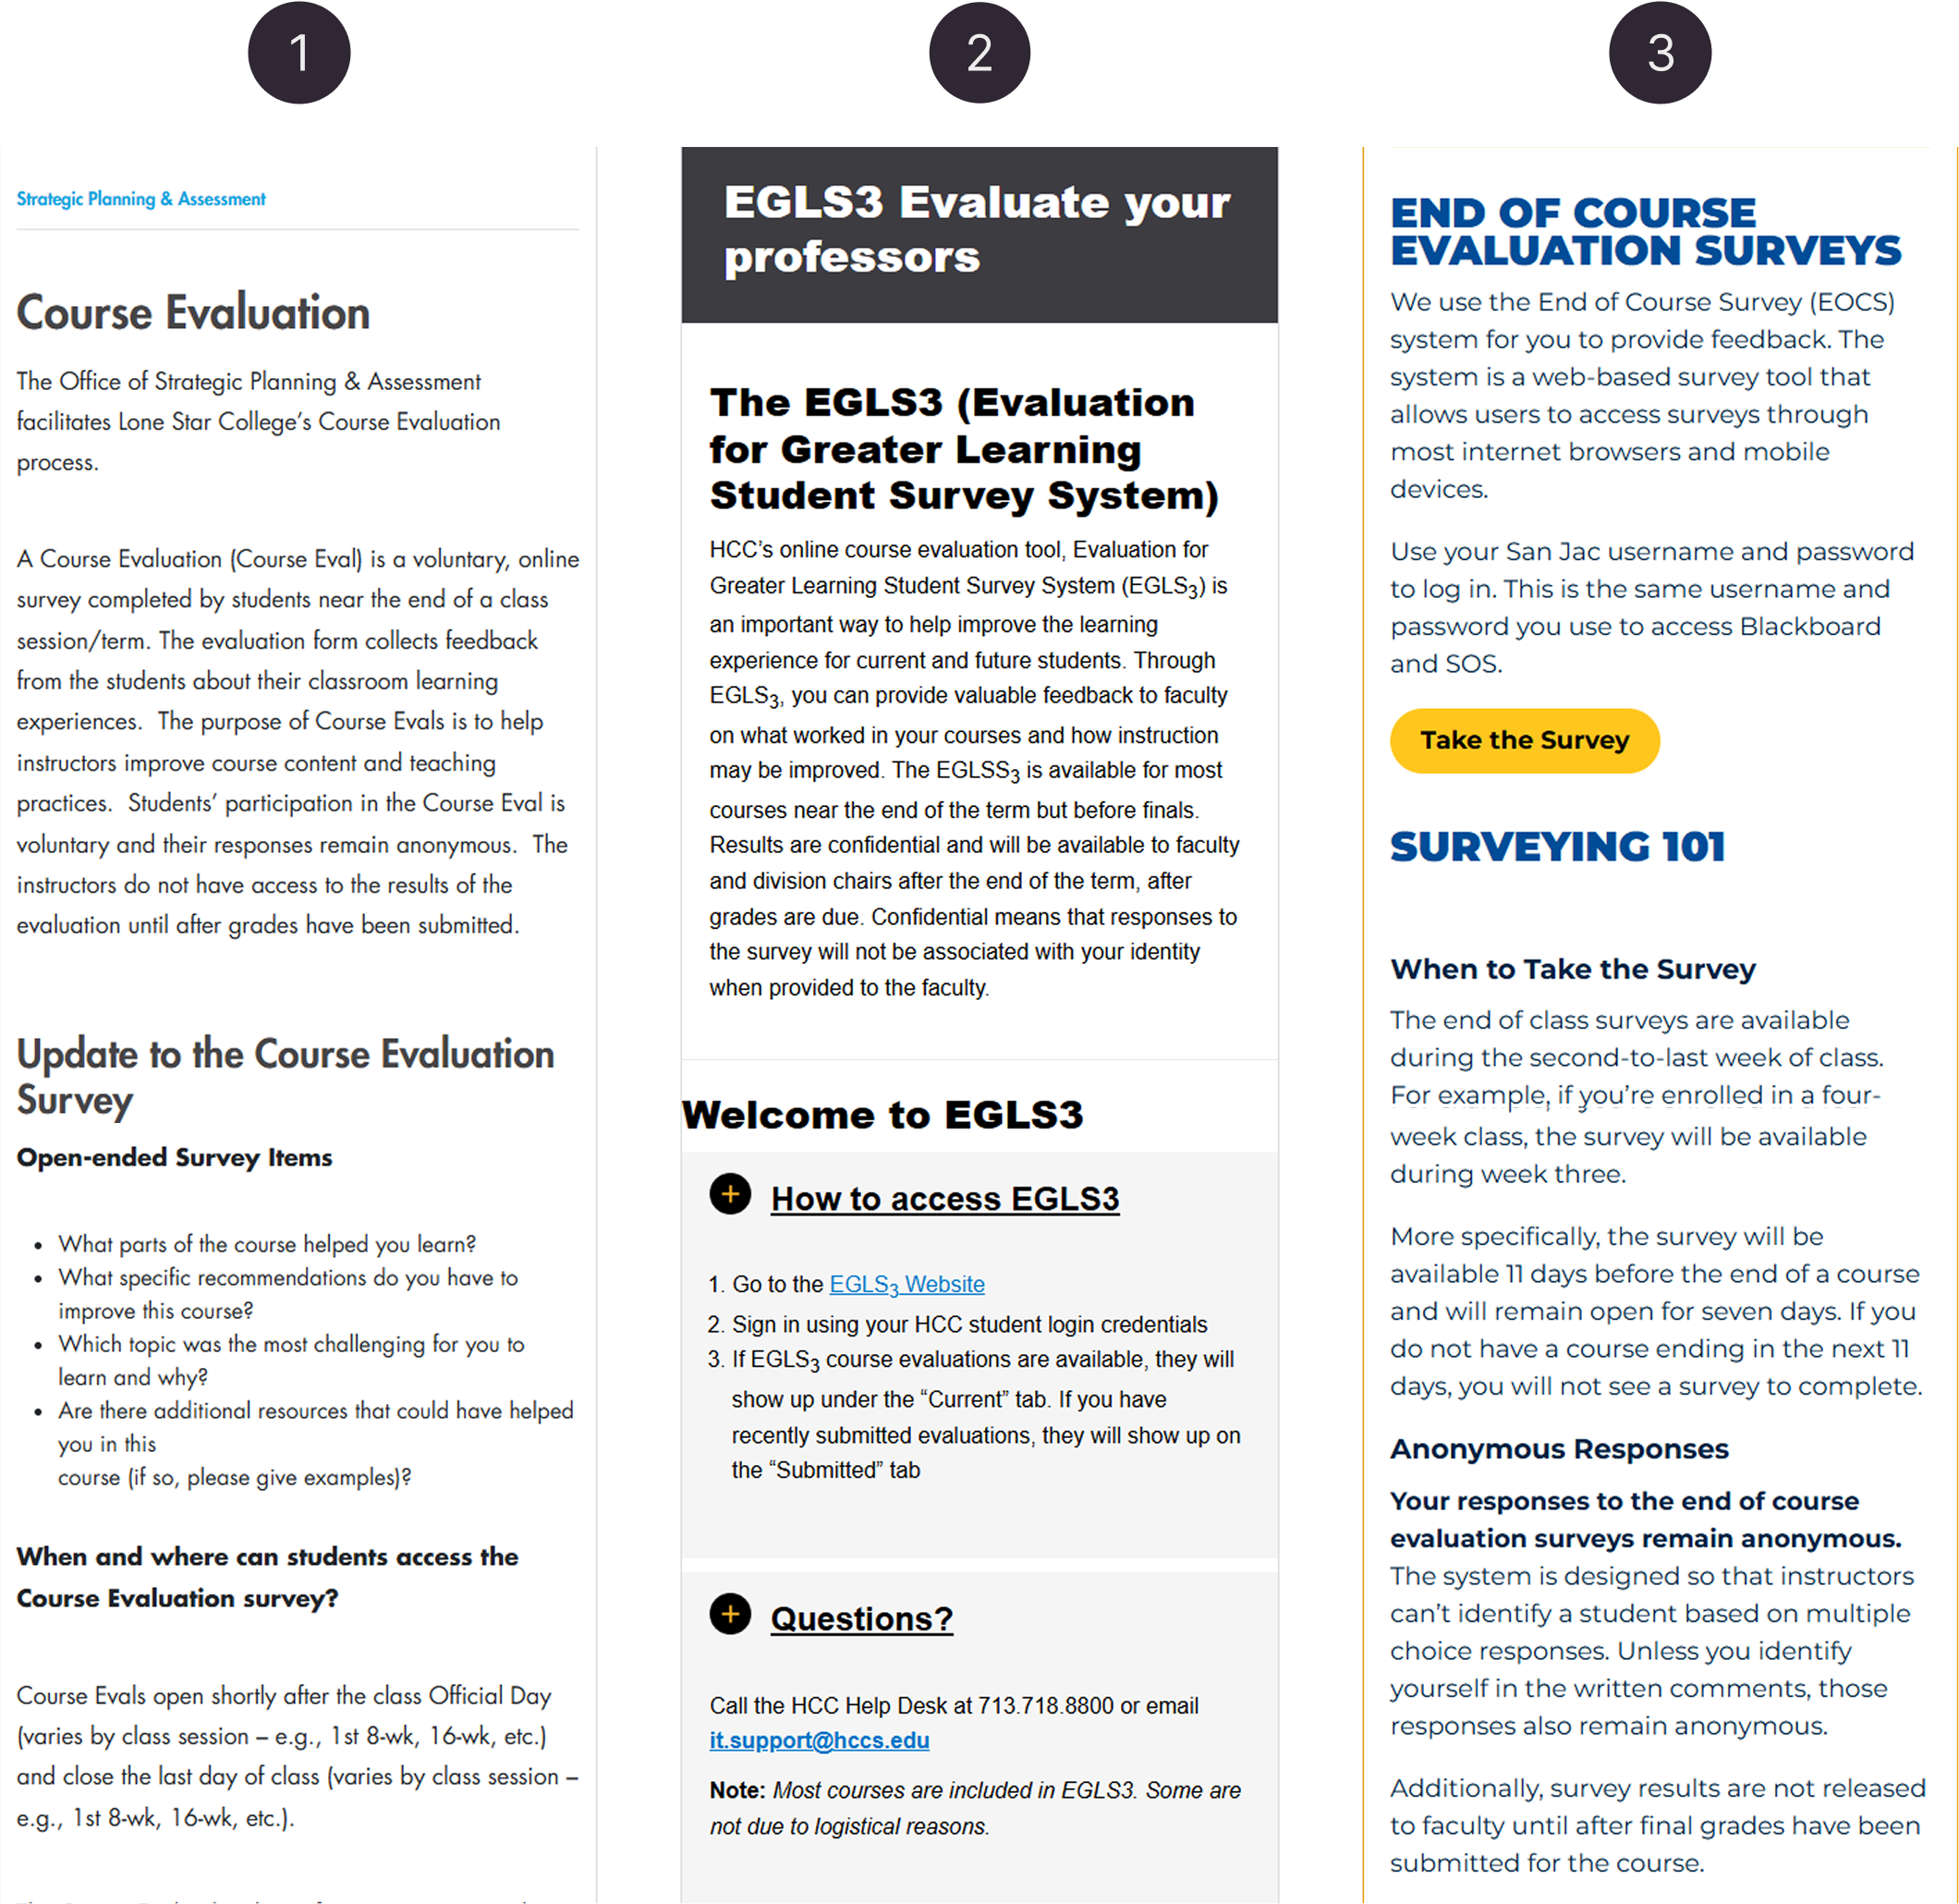 1
Strategic Planning & Assessment
Course Evaluation
The Office of Strategic Planning & Assessment
facilitates Lone Star College’s Course Evaluation
process.
A Course Evaluation (Course Eval) is a voluntary, online
survey completed by students near the end of a class
session/term. The evaluation form collects feedback
from the students about their classroom learning
experiences.  The purpose of Course Evals is to help
instructors improve course content and teaching
practices.  Students’ participation in the Course Eval is
voluntary and their responses remain anonymous.  The
instructors do not have access to the results of the
evaluation until after grades have been submitted.
Update to the Course Evaluation
Survey
Open-ended Survey Items
• What parts of the course helped you learn?
• What specific recommendations do you have to
improve this course?
• Which topic was the most challenging for you to
learn and why?
• Are there additional resources that could have helped
you in this
course (if so, please give examples)?
When and where can students access the
Course Evaluation survey?
Course Evals open shortly after the class Official Day
(varies by class session – e.g., 1st 8-wk, 16-wk, etc.)
and close the last day of class (varies by class session –
e.g., 1st 8-wk, 16-wk, etc.).
2
EGLS3 Evaluate your
professors
The EGLS3 (Evaluation
for Greater Learning
Student Survey System)
HCC’s online course evaluation tool, Evaluation for
Greater Learning Student Survey System (EGLS3) is
an important way to help improve the learning
experience for current and future students. Through
EGLS3, you can provide valuable feedback to faculty
on what worked in your courses and how instruction
may be improved. The EGLSS3 is available for most
courses near the end of the term but before finals.
Results are confidential and will be available to faculty
and division chairs after the end of the term, after
grades are due. Confidential means that responses to
the survey will not be associated with your identity
when provided to the faculty.
Welcome to EGLS3
+ How to access EGLS3
1. Go to the EGLS3 Website
2. Sign in using your HCC student login credentials
3. If EGLS3 course evaluations are available, they will
show up under the “Current” tab. If you have
recently submitted evaluations, they will show up on
the “Submitted” tab
+ Questions?
Call the HCC Help Desk at 713.718.8800 or email
it.support@hccs.edu
Note: Most courses are included in EGLS3. Some are
not due to logistical reasons.
3
END OF COURSE
EVALUATION SURVEYS
We use the End of Course Survey (EOCS)
system for you to provide feedback. The
system is a web-based survey tool that
allows users to access surveys through
most internet browsers and mobile
devices.
Use your San Jac username and password
to log in. This is the same username and
password you use to access Blackboard
and SOS.
Take the Survey
SURVEYING 101
When to Take the Survey
The end of class surveys are available
during the second-to-last week of class.
For example, if you’re enrolled in a four-
week class, the survey will be available
during week three.
More specifically, the survey will be
available 11 days before the end of a course
and will remain open for seven days. If you
do not have a course ending in the next 11
days, you will not see a survey to complete.
Anonymous Responses
Your responses to the end of course
evaluation surveys remain anonymous.
The system is designed so that instructors
can’t identify a student based on multiple
choice responses. Unless you identify
yourself in the written comments, those
responses also remain anonymous.
Additionally, survey results are not released
to faculty until after final grades have been
submitted for the course.